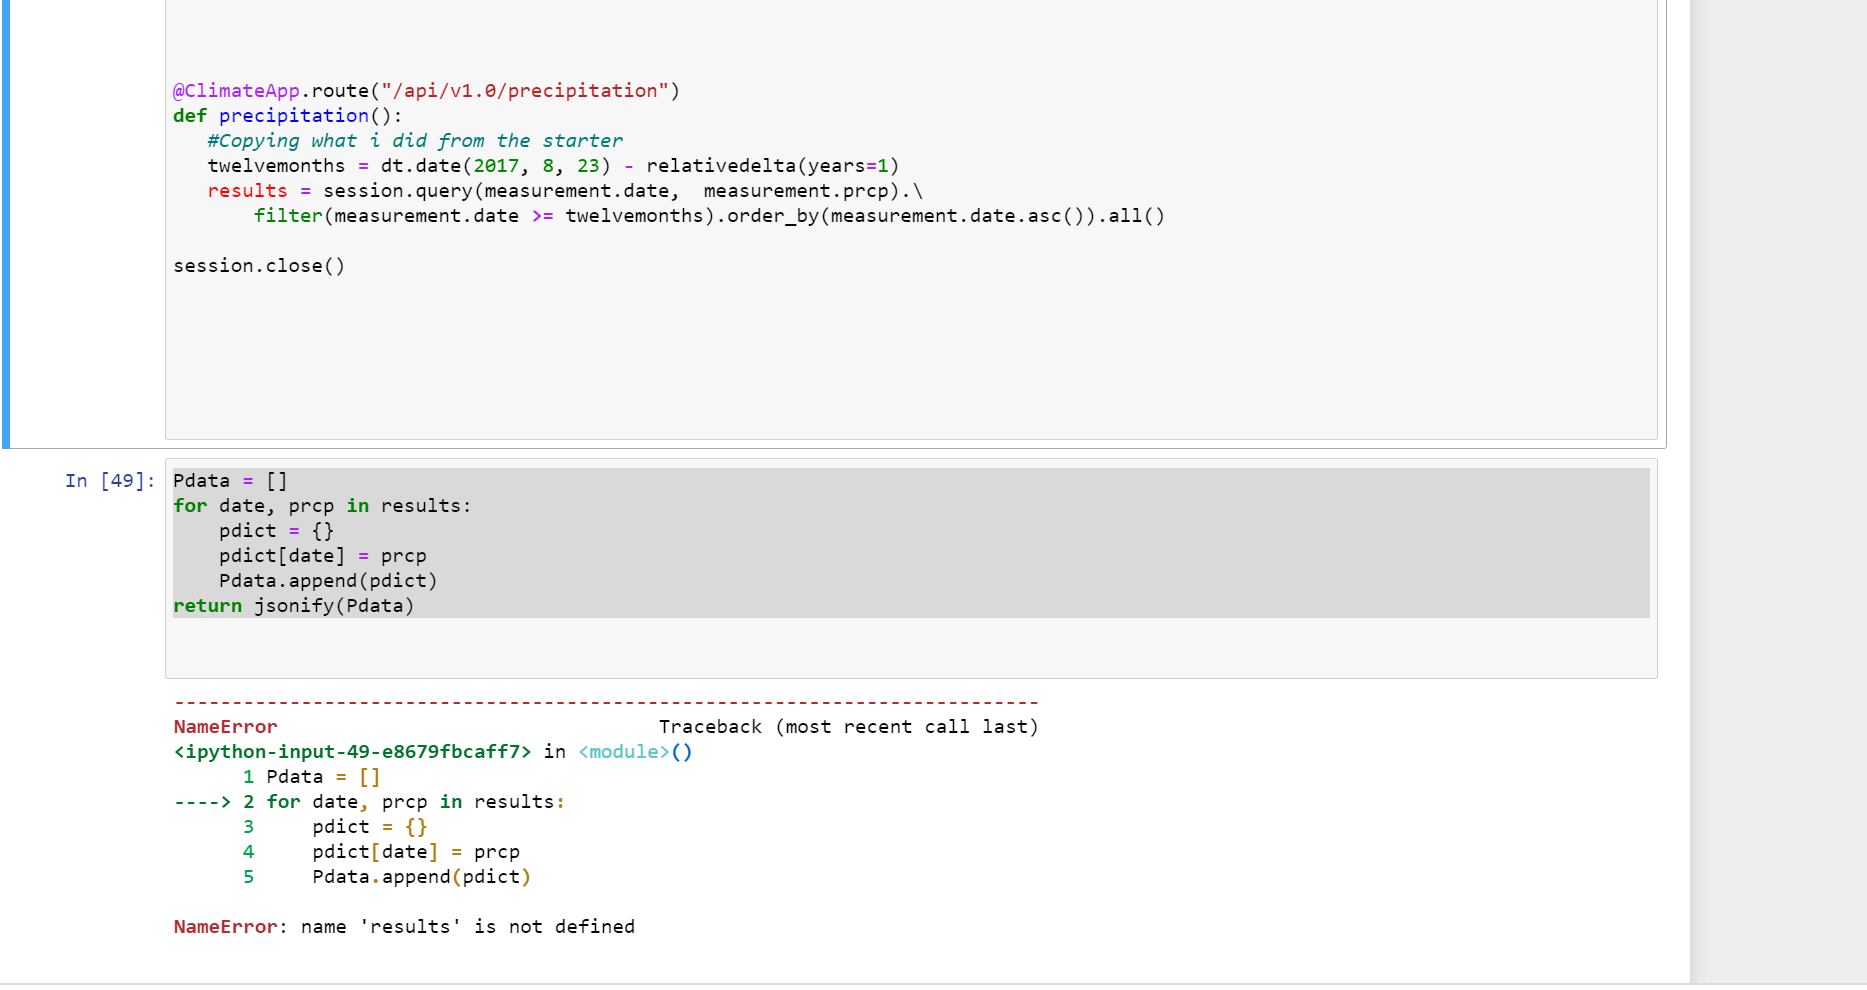 @ClimateApp.route("/api/v1.0/precipitation")
def precipitation():
   #Copying what i did from the starter
   twelvemonths = dt.date(2017, 8, 23) - relativedelta(years=1)
   results = session.query(measurement.date,  measurement.prcp).\
       filter(measurement.date >= twelvemonths).order_by(measurement.date.asc()).all()
session.close()
In [49]:
Pdata = []
for date, prcp in results:
    pdict = {}
    pdict[date] = prcp
    Pdata.append(pdict)
return jsonify(Pdata)
---------------------------------------------------------------------------
NameError                                 Traceback (most recent call last)
<ipython-input-49-e8679fbcaff7> in <module>()
      1 Pdata = []
----> 2 for date, prcp in results:
      3     pdict = {}
      4     pdict[date] = prcp
      5     Pdata.append(pdict)
NameError: name 'results' is not defined